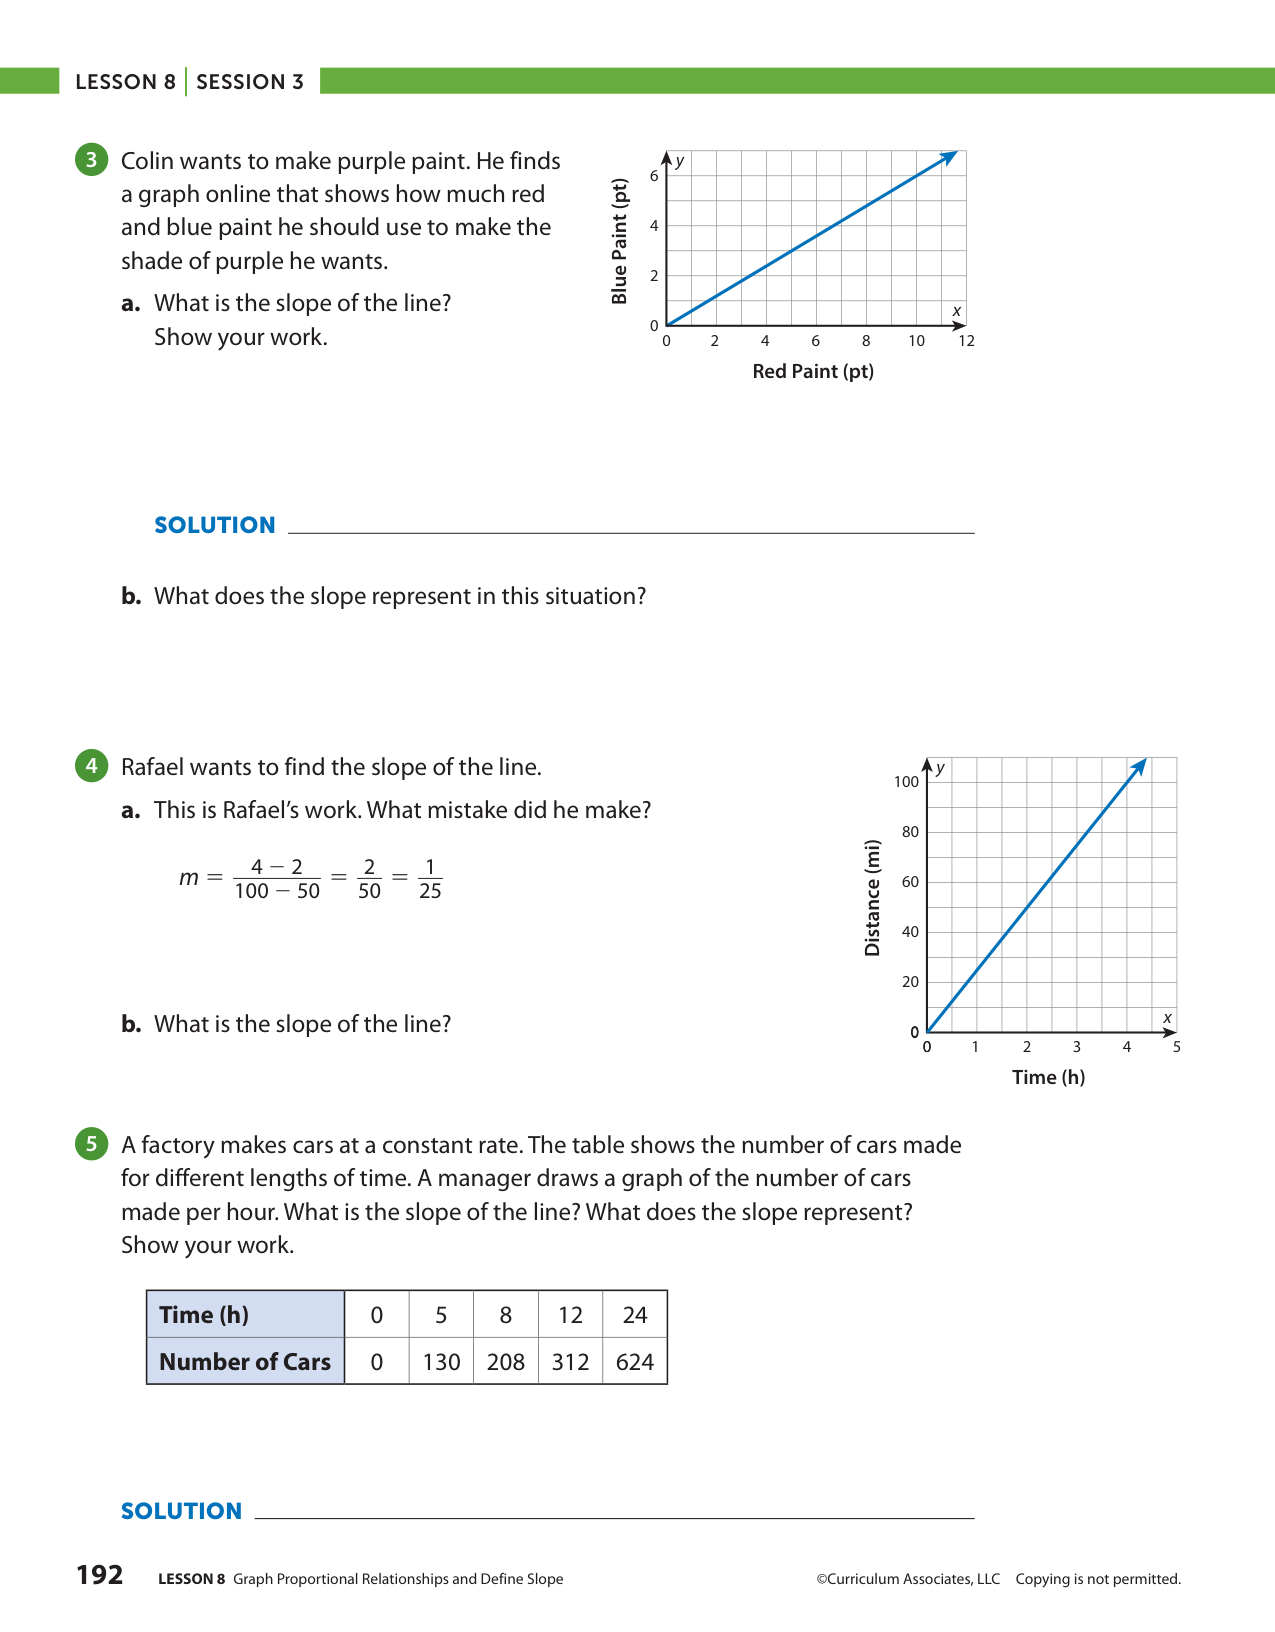 LESSON 8 | SESSION 3
3 Colin wants to make purple paint. He finds
a graph online that shows how much red
and blue paint he should use to make the
shade of purple he wants.
a. What is the slope of the line?
Show your work.
y
6
4
2
0
Blue Paint (pt)
x
0 2 4 6 8 10 12
Red Paint (pt)
SOLUTION
b. What does the slope represent in this situation?
4 Rafael wants to find the slope of the line.
a. This is Rafael’s work. What mistake did he make?
m = (4 − 2)/(100 − 50) = 2/50 = 1/25
b. What is the slope of the line?
y
100
80
60
40
20
0
Distance (mi)
x
0 1 2 3 4 5
Time (h)
5 A factory makes cars at a constant rate. The table shows the number of cars made
for different lengths of time. A manager draws a graph of the number of cars
made per hour. What is the slope of the line? What does the slope represent?
Show your work.
Time (h) 0 5 8 12 24
Number of Cars 0 130 208 312 624
SOLUTION
192 LESSON 8 Graph Proportional Relationships and Define Slope ©Curriculum Associates, LLC Copying is not permitted.